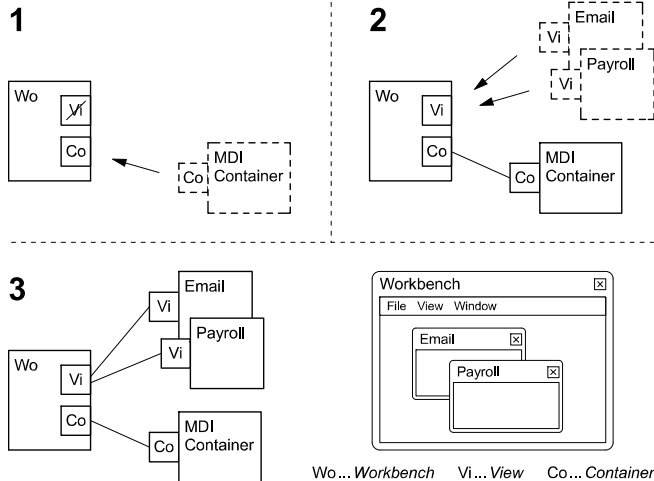 1
Wo
Vi
Co
Co
MDI
Container
2
Email
Vi
Payroll
Vi
Wo
Vi
Co
Co
MDI
Container
3
Email
Vi
Payroll
Vi
Wo
Vi
Co
Co
MDI
Container
Workbench
File View Window
Email
Payroll
Wo... Workbench Vi... View Co... Container